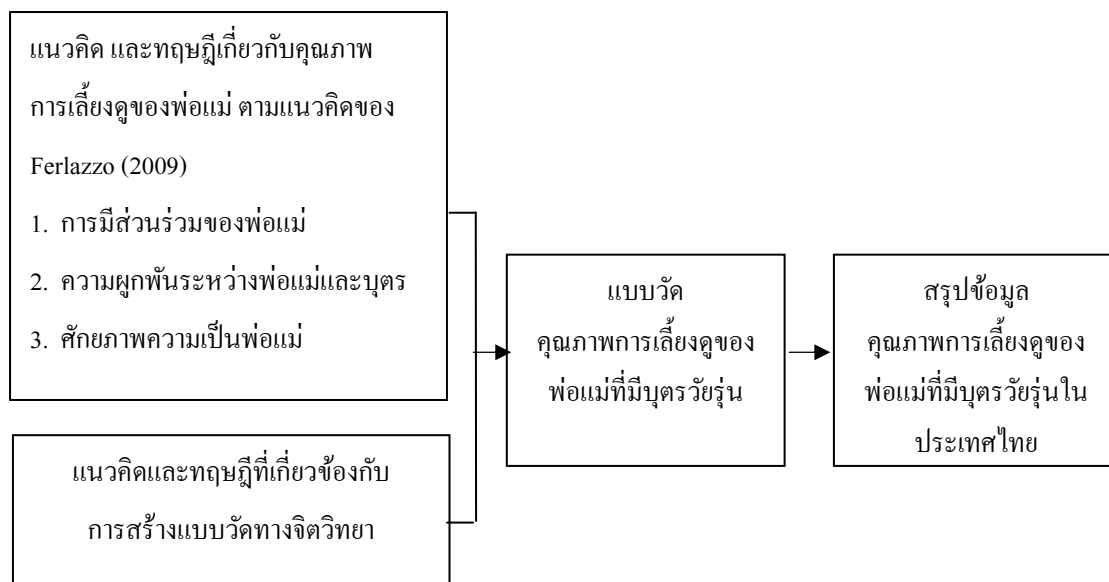 แนวคิด และทฤษฎีเกี่ยวกับคุณภาพ
การเลี้ยงดูของพ่อแม่ ตามแนวคิดของ
Ferlazzo (2009)
1. การมีส่วนร่วมของพ่อแม่
2. ความผูกพันระหว่างพ่อแม่และบุตร
3. ศักยภาพความเป็นพ่อแม่
แนวคิดและทฤษฎีที่เกี่ยวข้องกับ
การสร้างแบบวัดทางจิตวิทยา
แบบวัด
คุณภาพการเลี้ยงดูของ
พ่อแม่ที่มีบุตรวัยรุ่น
สรุปข้อมูล
คุณภาพการเลี้ยงดูของ
พ่อแม่ที่มีบุตรวัยรุ่นใน
ประเทศไทย